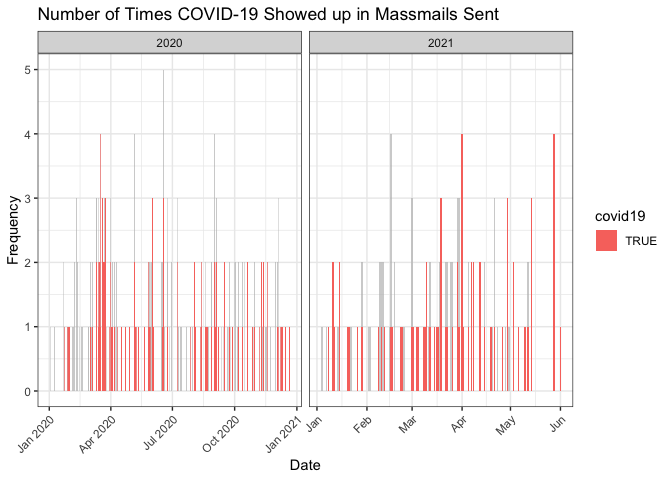 Number of Times COVID-19 Showed up in Massmails Sent
2020
2021
5
4
3
2
1
0
Frequency
Jan 2020
Apr 2020
Jul 2020
Oct 2020
Jan 2021
Jan
Feb
Mar
Apr
May
Jun
Date
covid19
TRUE